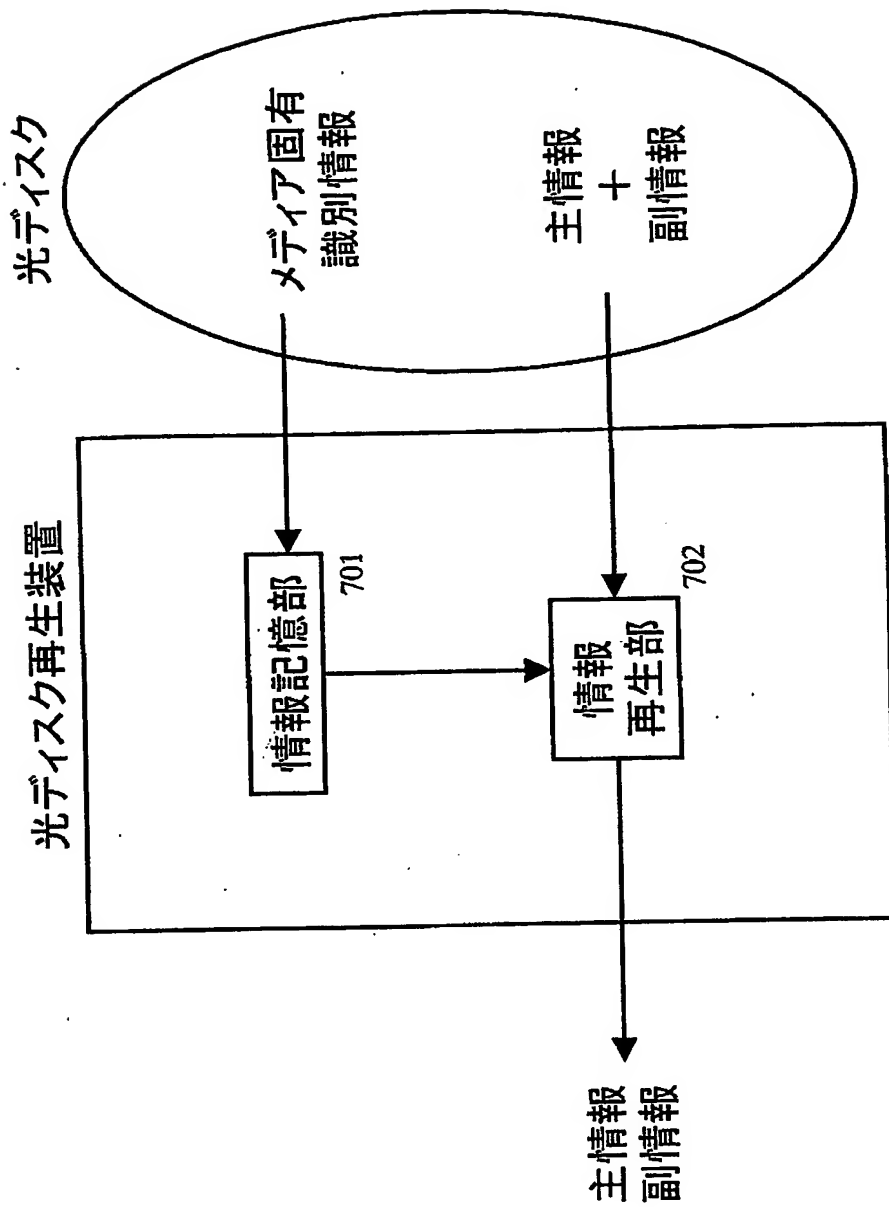 光ディスク
メディア固有
識別情報
主情報
＋
副情報
光ディスク再生装置
情報記憶部
701
情報
再生部
702
主情報
副情報